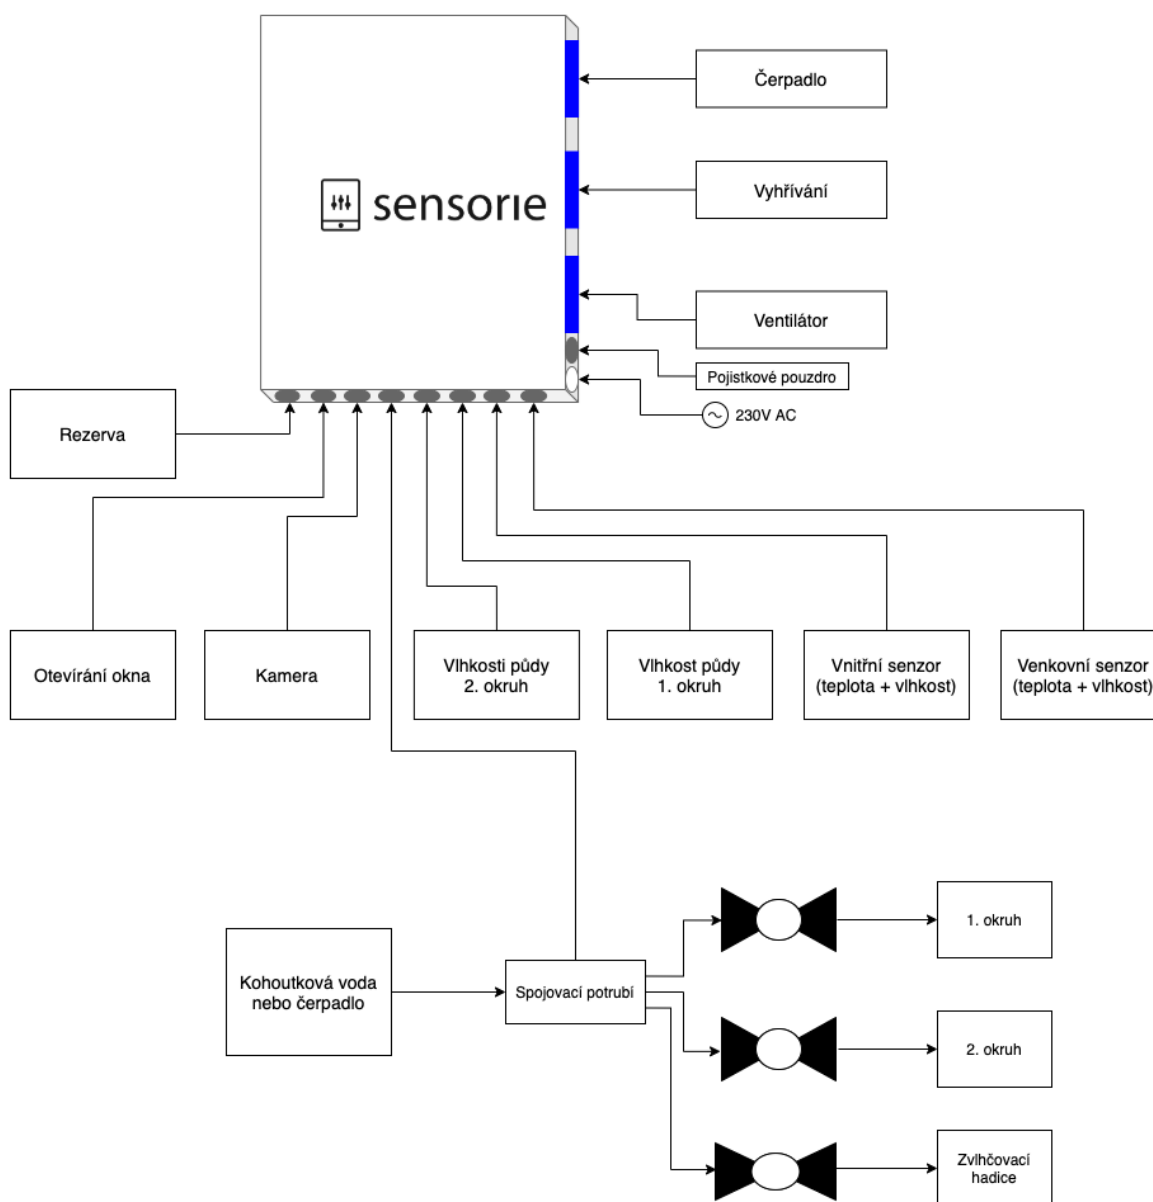 Čerpadlo
Vyhřívání
sensorie
Ventilátor
Pojistkové pouzdro
230V AC
Rezerva
Otevírání okna
Kamera
Vlhkosti půdy
2. okruh
Vlhkost půdy
1. okruh
Vnitřní senzor
(teplota + vlhkost)
Venkovní senzor
(teplota + vlhkost)
1. okruh
Kohoutková voda
nebo čerpadlo
Spojovací potrubí
2. okruh
Zvlhčovací
hadice